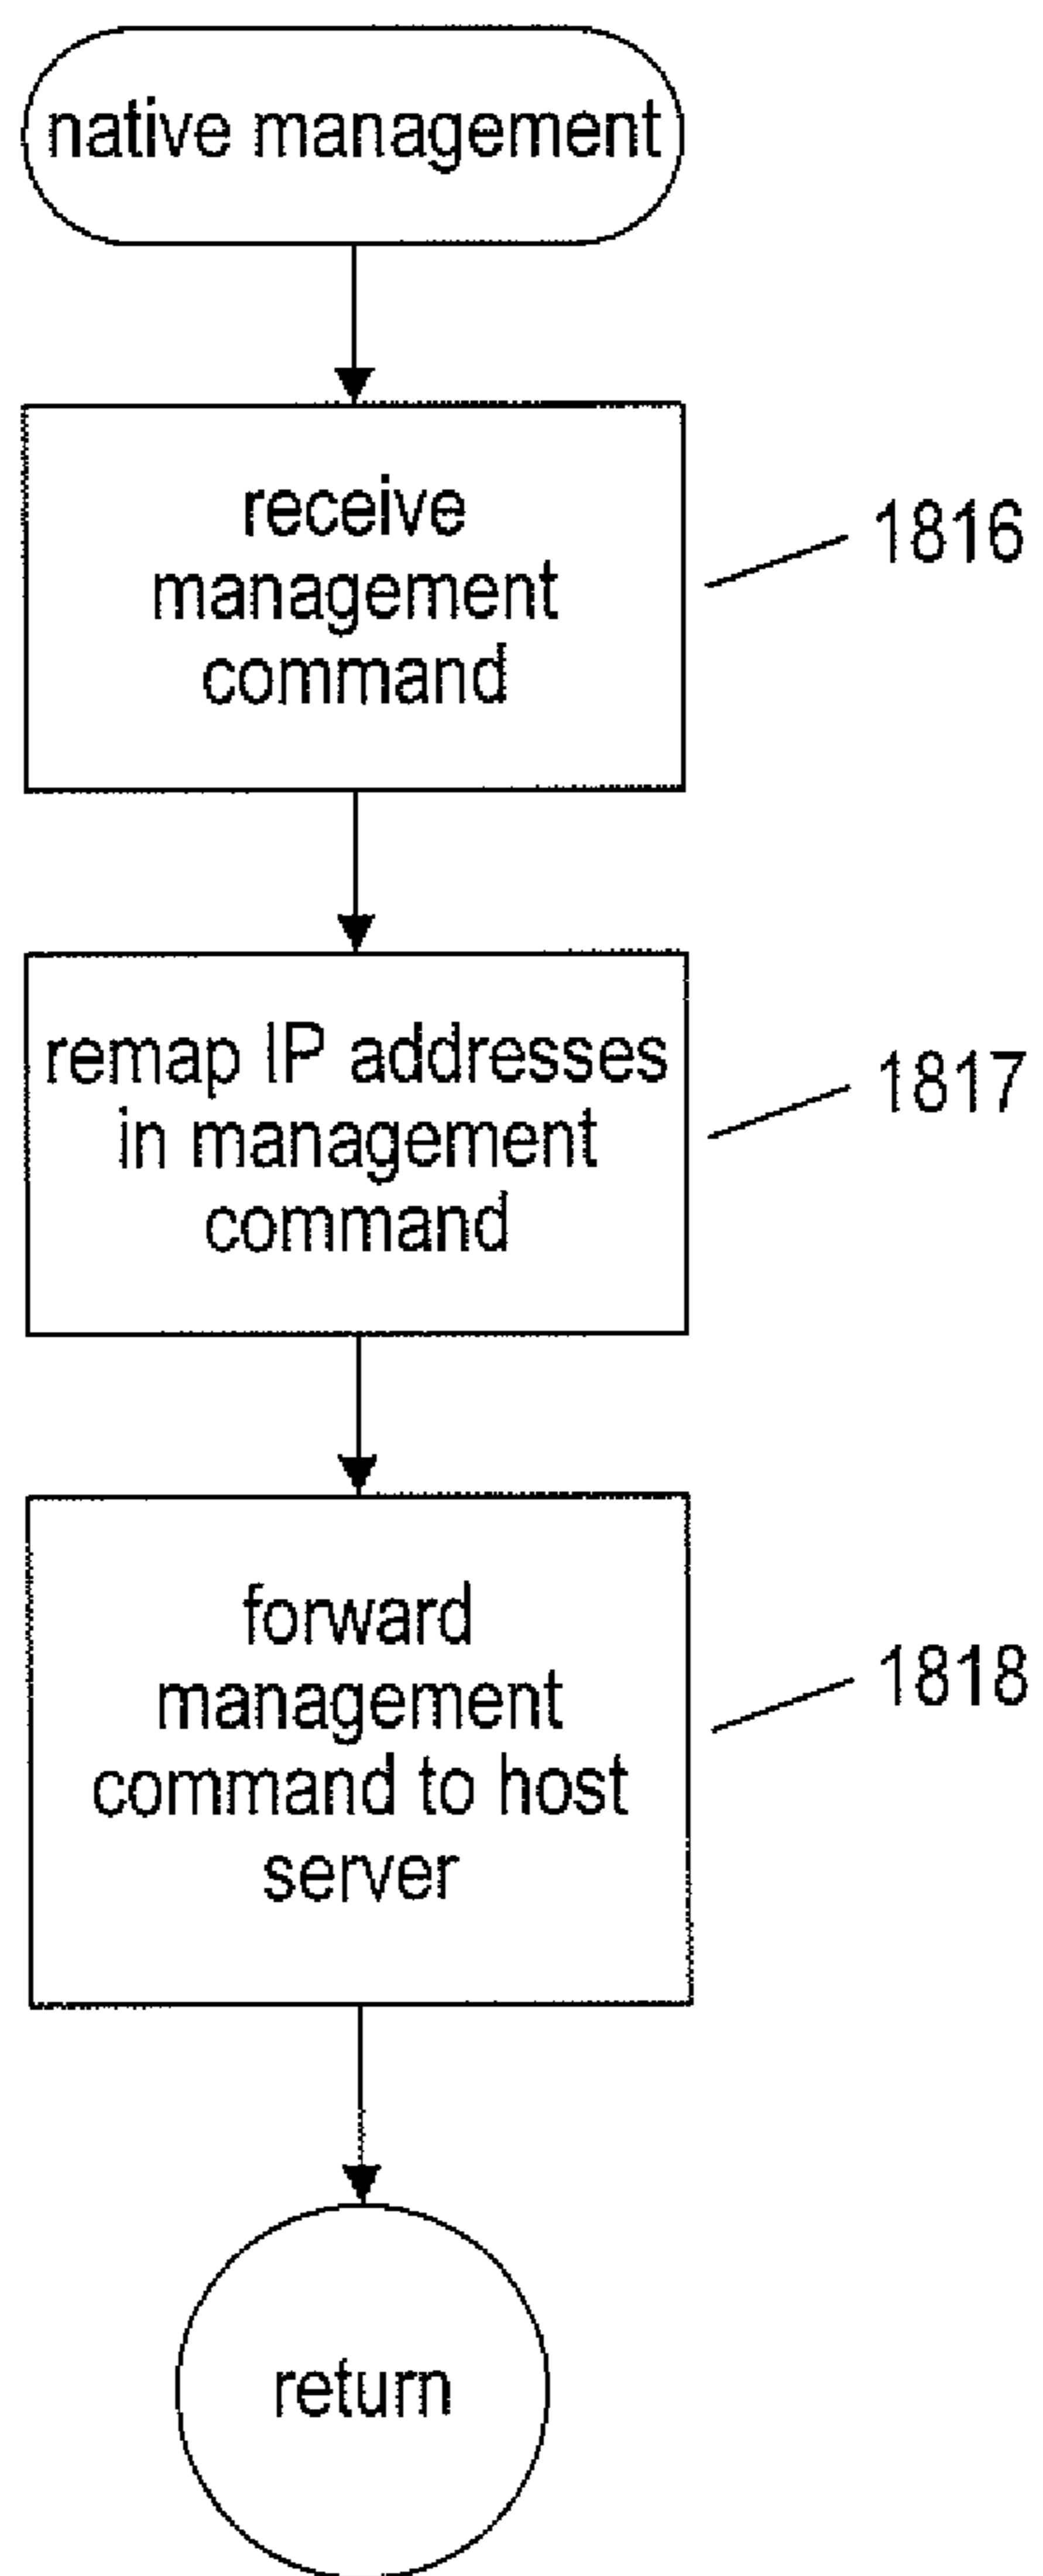 native management
receive
management
command
1816
remap IP addresses
in management
command
1817
forward
management
command to host
server
1818
return